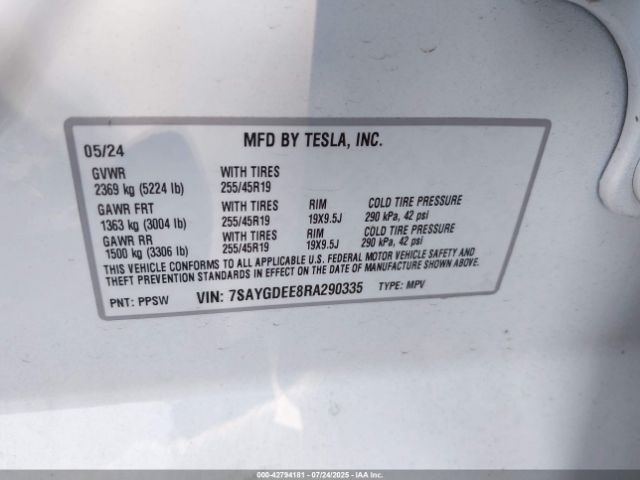 05/24 MFD BY TESLA, INC.
GVWR WITH TIRES
2369 kg (5224 lb) 255/45R19
GAWR FRT WITH TIRES RIM COLD TIRE PRESSURE
1363 kg (3004 lb) 255/45R19 19X9.5J 290 kPa, 42 psi
GAWR RR WITH TIRES RIM COLD TIRE PRESSURE
1500 kg (3306 lb) 255/45R19 19X9.5J 290 kPa, 42 psi
THIS VEHICLE CONFORMS TO ALL APPLICABLE U.S. FEDERAL MOTOR VEHICLE SAFETY AND
THEFT PREVENTION STANDARDS IN EFFECT ON THE DATE OF MANUFACTURE SHOWN ABOVE.
PNT: PPSW VIN: 7SAYGDEE8RA290335 TYPE: MPV
000-42794181 - 07/24/2025 - IAA Inc.